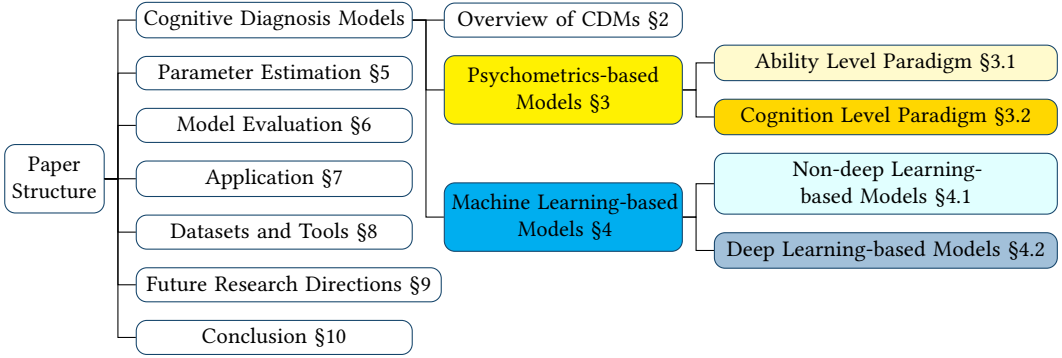 Paper
Structure
Cognitive Diagnosis Models
Parameter Estimation §5
Model Evaluation §6
Application §7
Datasets and Tools §8
Future Research Directions §9
Conclusion §10
Overview of CDMs §2
Psychometrics-based
Models §3
Machine Learning-based
Models §4
Ability Level Paradigm §3.1
Cognition Level Paradigm §3.2
Non-deep Learning-
based Models §4.1
Deep Learning-based Models §4.2